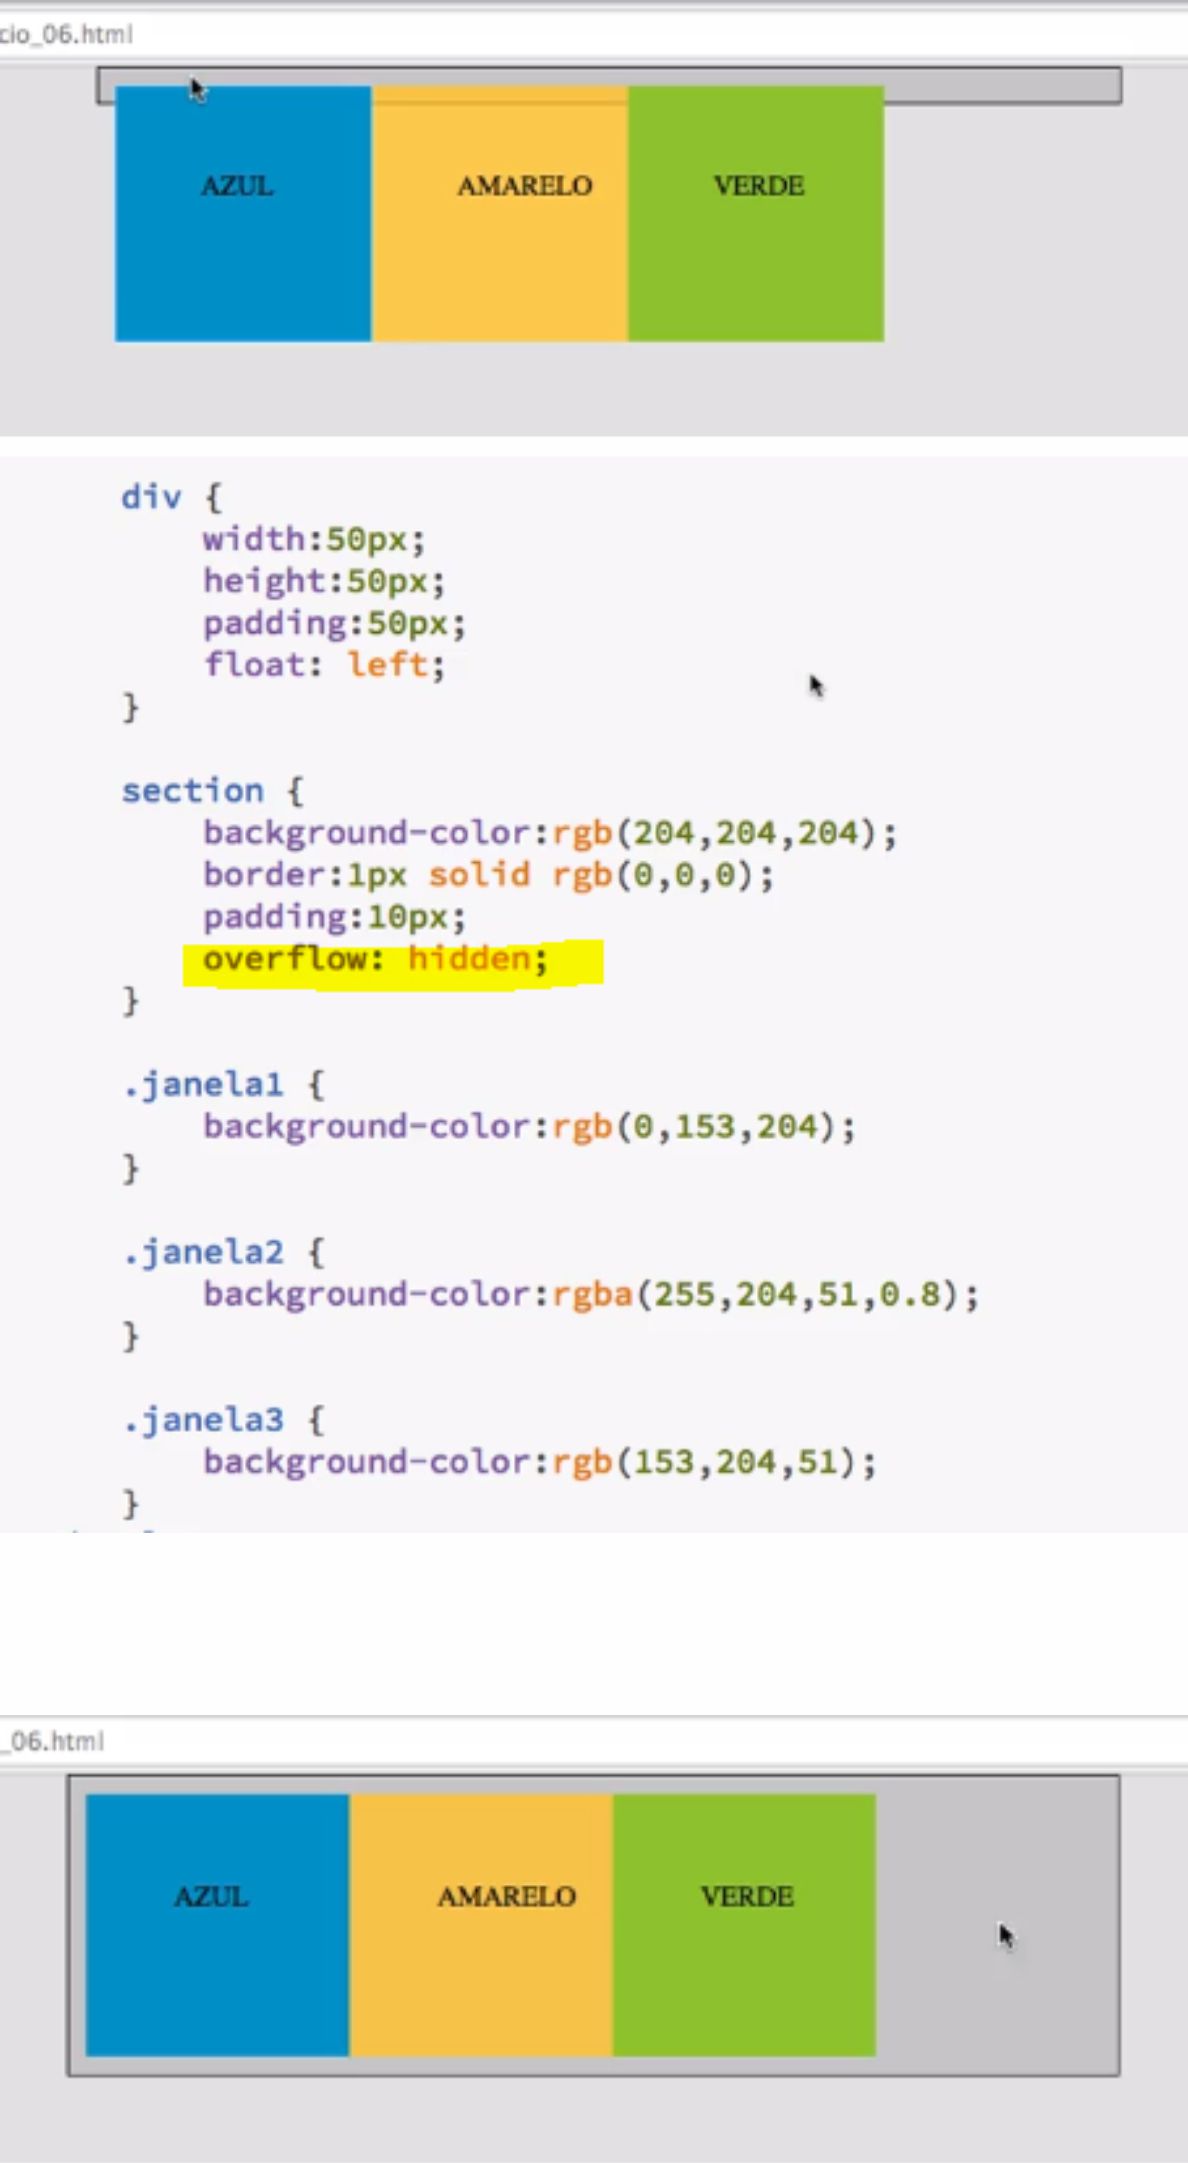 cio_06.html
AZUL AMARELO VERDE
div {
width:50px;
height:50px;
padding:50px;
float: left;
}
section {
background-color:rgb(204,204,204);
border:1px solid rgb(0,0,0);
padding:10px;
overflow: hidden;
}
.janela1 {
background-color:rgb(0,153,204);
}
.janela2 {
background-color:rgba(255,204,51,0.8);
}
.janela3 {
background-color:rgb(153,204,51);
}
_06.html
AZUL AMARELO VERDE